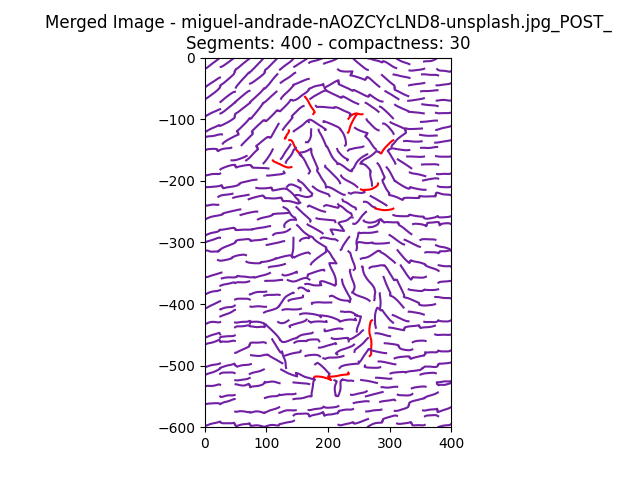 Merged Image - miguel-andrade-nAOZCYcLND8-unsplash.jpg_POST_
Segments: 400 - compactness: 30
0
−100
−200
−300
−400
−500
−600
0 100 200 300 400